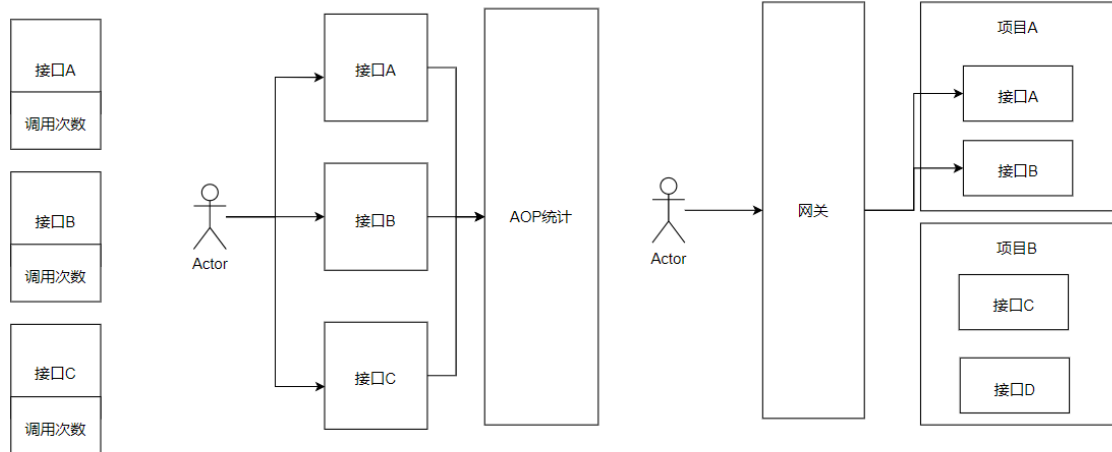 接口A
调用次数
接口B
调用次数
接口C
调用次数
Actor
接口A
接口B
接口C
AOP统计
Actor
网关
项目A
接口A
接口B
项目B
接口C
接口D